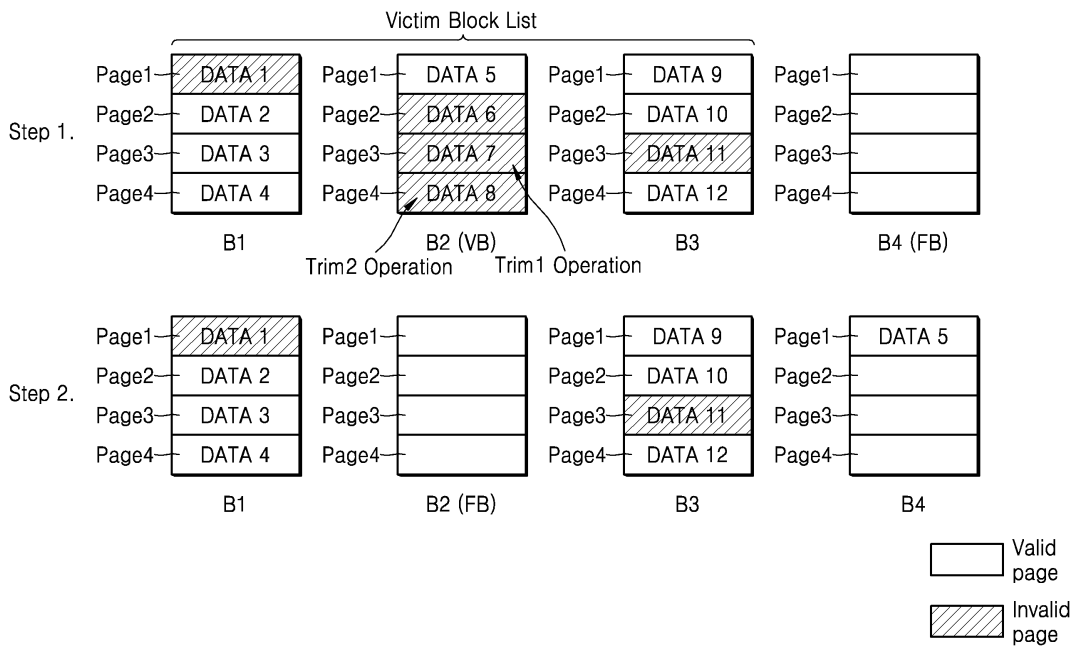 Victim Block List
Page1 DATA 1 Page1 DATA 5 Page1 DATA 9 Page1
Page2 DATA 2 Page2 DATA 6 Page2 DATA 10 Page2
Step 1.
Page3 DATA 3 Page3 DATA 7 Page3 DATA 11 Page3
Page4 DATA 4 Page4 DATA 8 Page4 DATA 12 Page4
B1 B2 (VB) B3 B4 (FB)
Trim2 Operation Trim1 Operation
Page1 DATA 1 Page1 Page1 DATA 9 Page1 DATA 5
Page2 DATA 2 Page2 Page2 DATA 10 Page2
Step 2.
Page3 DATA 3 Page3 Page3 DATA 11 Page3
Page4 DATA 4 Page4 Page4 DATA 12 Page4
B1 B2 (FB) B3 B4
Valid
page
Invalid
page